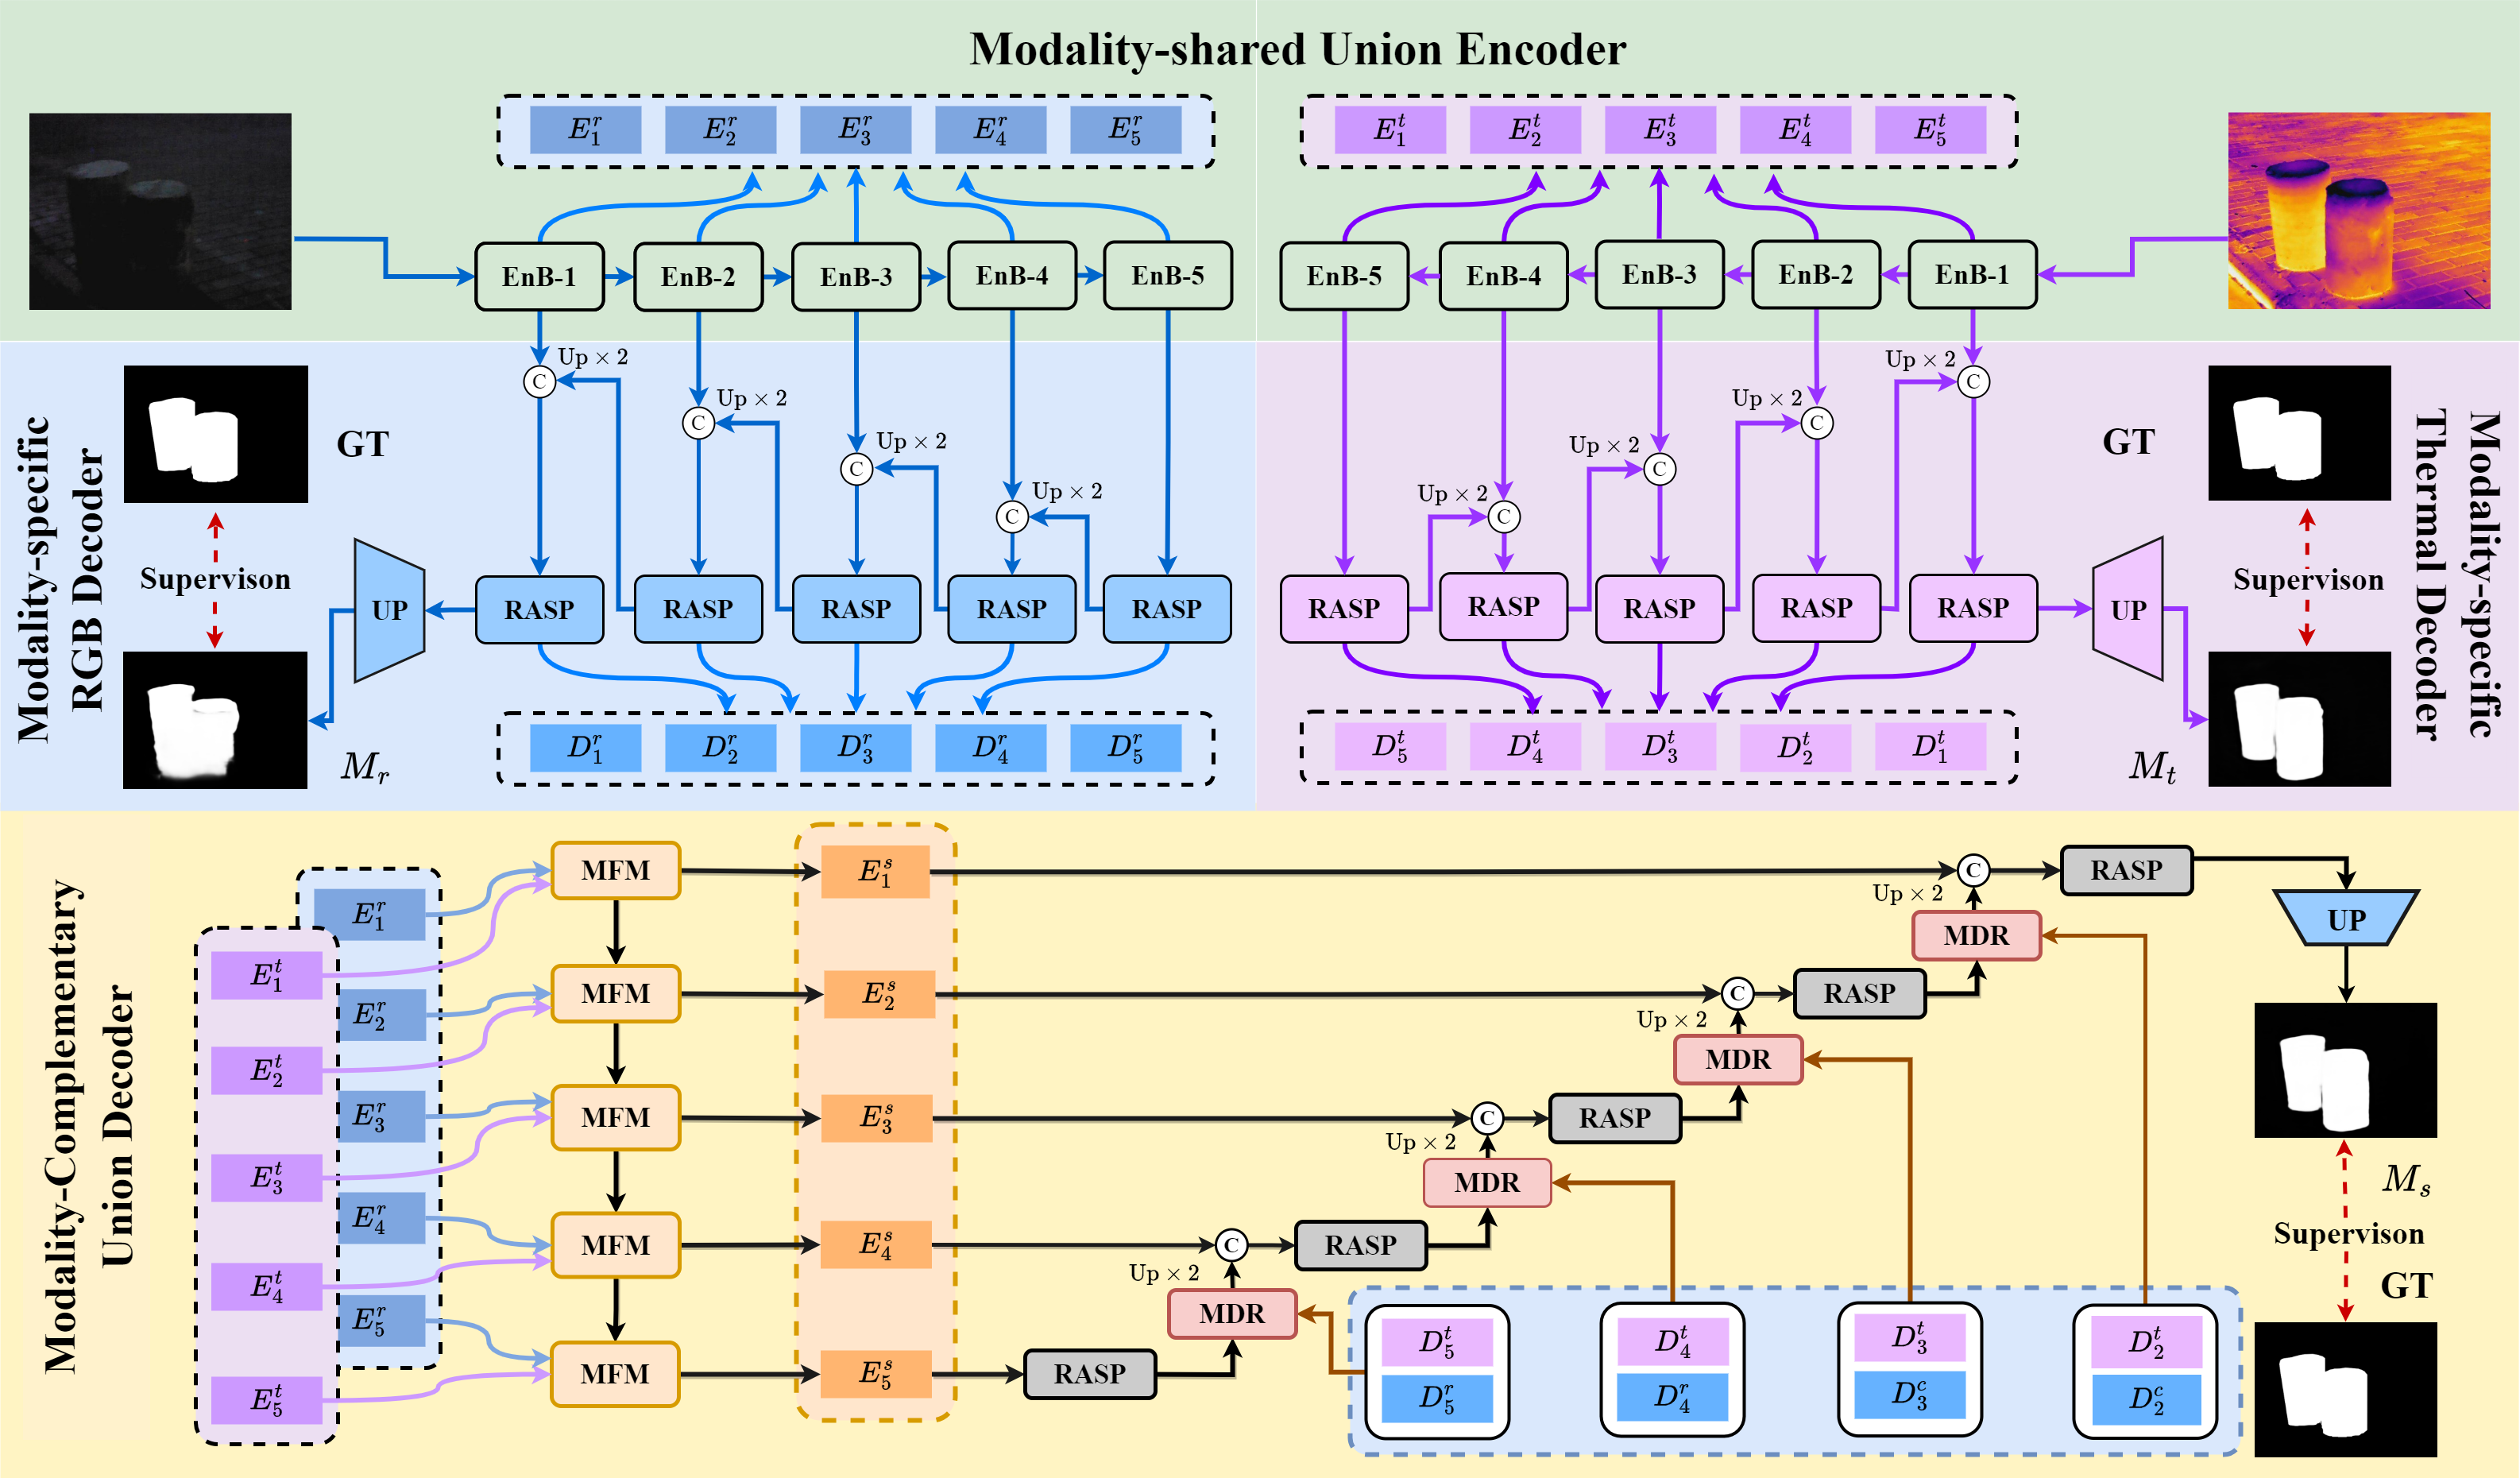 Modality-shared Union Encoder
E_1^r E_2^r E_3^r E_4^r E_5^r
E_1^t E_2^t E_3^t E_4^t E_5^t
EnB-1 EnB-2 EnB-3 EnB-4 EnB-5
EnB-5 EnB-4 EnB-3 EnB-2 EnB-1
Modality-specific
RGB Decoder
GT
Supervison
M_r
UP
Up × 2
C
Up × 2
C
Up × 2
C
Up × 2
C
RASP RASP RASP RASP RASP
D_1^r D_2^r D_3^r D_4^r D_5^r
Modality-specific
Thermal Decoder
GT
Supervison
M_t
UP
Up × 2
C
Up × 2
C
Up × 2
C
Up × 2
C
RASP RASP RASP RASP RASP
D_5^t D_4^t D_3^t D_2^t D_1^t
Modality-Complementary
Union Decoder
E_1^r
E_2^r
E_3^r
E_4^r
E_5^r
E_1^t
E_2^t
E_3^t
E_4^t
E_5^t
MFM
MFM
MFM
MFM
MFM
E_1^s
E_2^s
E_3^s
E_4^s
E_5^s
C
RASP
Up × 2
MDR
C
RASP
Up × 2
MDR
C
RASP
Up × 2
MDR
C
RASP
Up × 2
MDR
RASP
D_5^t
D_5^r
D_4^t
D_4^r
D_3^t
D_3^c
D_2^t
D_2^c
UP
M_s
Supervison
GT